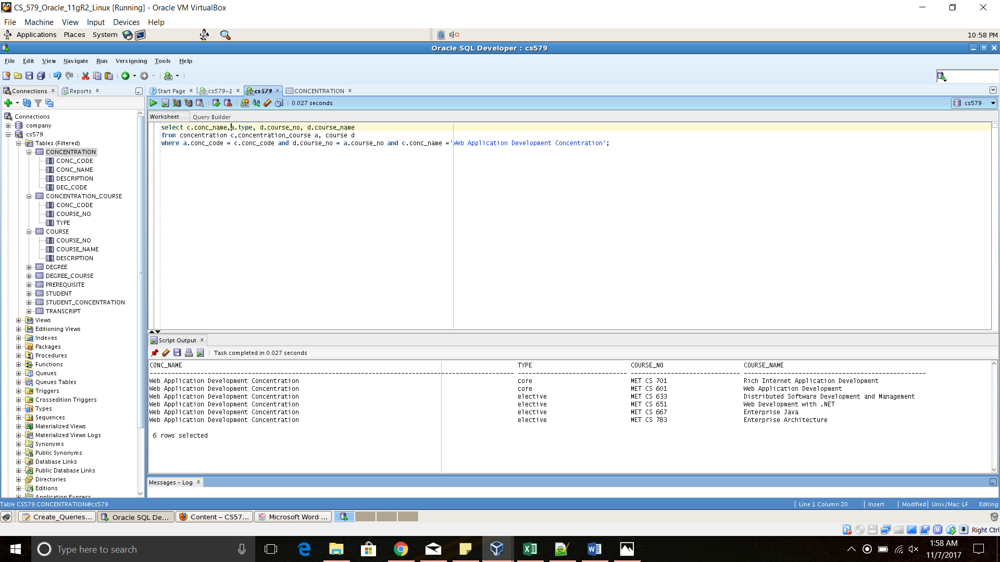 CS_579_Oracle_11gR2_Linux [Running] - Oracle VM VirtualBox
File Machine View Input Devices Help
Applications Places System 10:58 PM
Oracle SQL Developer : cs579
File Edit View Navigate Run Versioning Tools Help
Connections x Reports x Start Page x cs579~1 x cs579 x CONCENTRATION x
0.027 seconds cs579
Worksheet Query Builder
select c.conc_name,a.type, d.course_no, d.course_name
from concentration c,concentration_course a, course d
where a.conc_code = c.conc_code and d.course_no = a.course_no and c.conc_name ='Web Application Development Concentration';
Connections
company
cs579
Tables (Filtered)
CONCENTRATION
CONC_CODE
CONC_NAME
DESCRIPTION
DEG_CODE
CONCENTRATION_COURSE
CONC_CODE
COURSE_NO
TYPE
COURSE
COURSE_NO
COURSE_NAME
DESCRIPTION
DEGREE
DEGREE_COURSE
PREREQUISITE
STUDENT
STUDENT_CONCENTRATION
TRANSCRIPT
Views
Editioning Views
Indexes
Packages
Procedures
Functions
Queues
Queues Tables
Triggers
Crossedition Triggers
Types
Sequences
Materialized Views
Materialized Views Logs
Synonyms
Public Synonyms
Database Links
Public Database Links
Directories
Editions
Application Express
Script Output x
Task completed in 0.027 seconds
CONC_NAME TYPE COURSE_NO COURSE_NAME
Web Application Development Concentration core MET CS 701 Rich Internet Application Development
Web Application Development Concentration core MET CS 601 Web Application Development
Web Application Development Concentration elective MET CS 633 Distributed Software Development and Management
Web Application Development Concentration elective MET CS 651 Web Development with .NET
Web Application Development Concentration elective MET CS 667 Enterprise Java
Web Application Development Concentration elective MET CS 783 Enterprise Architecture
6 rows selected
Messages - Log x
Table CS579.CONCENTRATION@cs579 Line 1 Column 20 Insert Modified Unix/Mac: LF Editing
Create_Queries... Oracle SQL De... Content – CS57... Microsoft Word ...
Right Ctrl
Type here to search
1:58 AM
11/7/2017